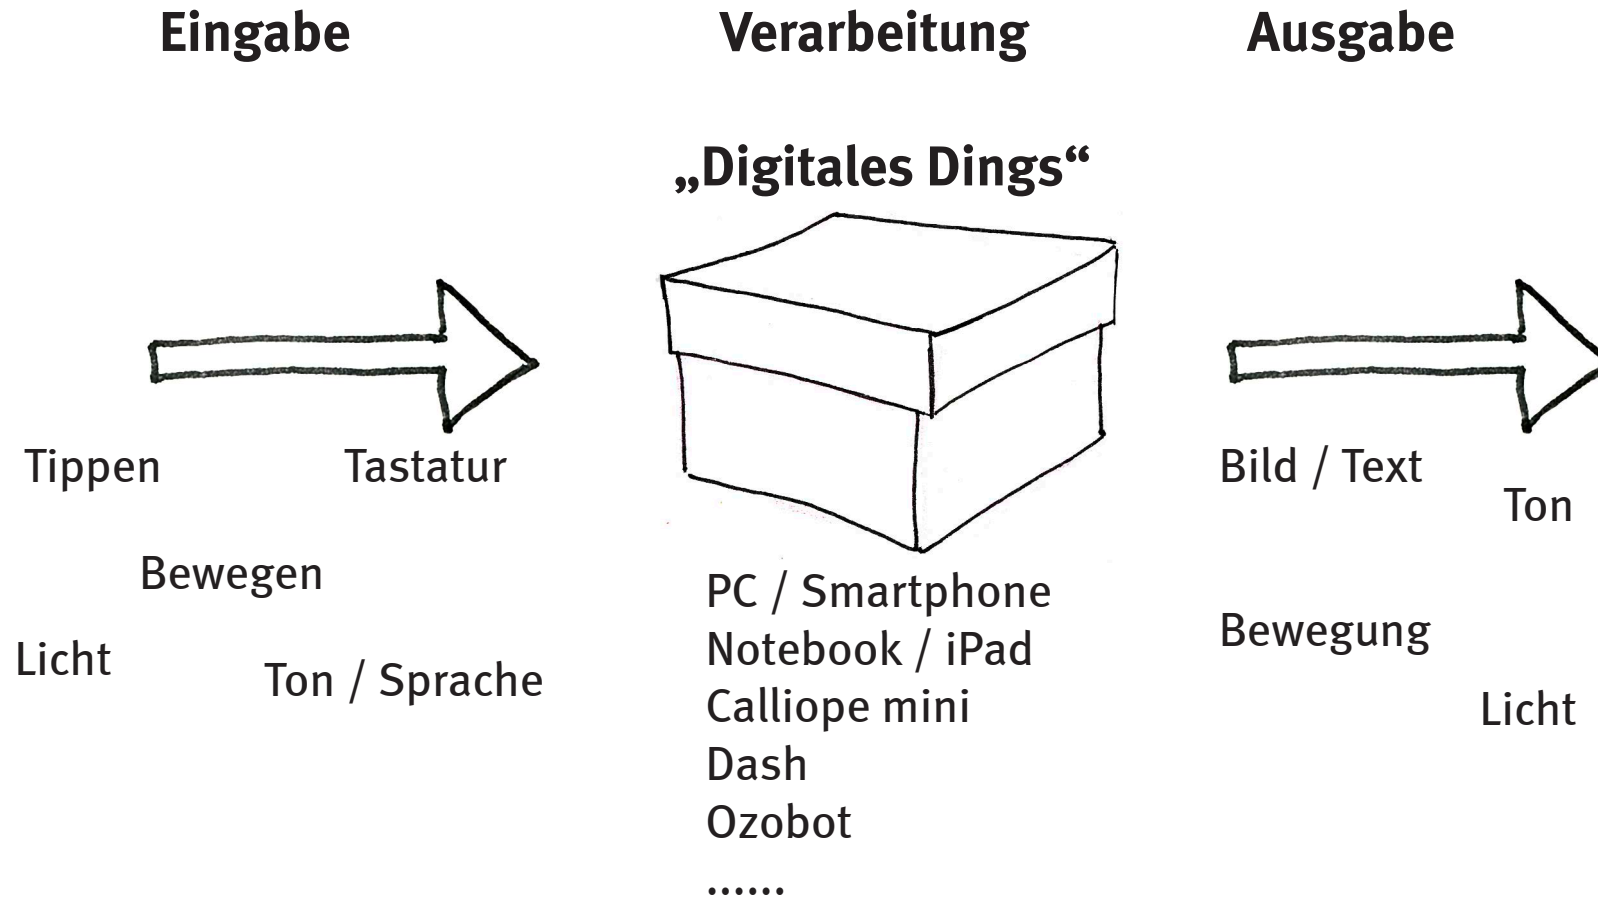 Eingabe
Verarbeitung
Ausgabe
„Digitales Dings“
Tippen
Tastatur
Bewegen
Licht
Ton / Sprache
PC / Smartphone
Notebook / iPad
Calliope mini
Dash
Ozobot
......
Bild / Text
Ton
Bewegung
Licht